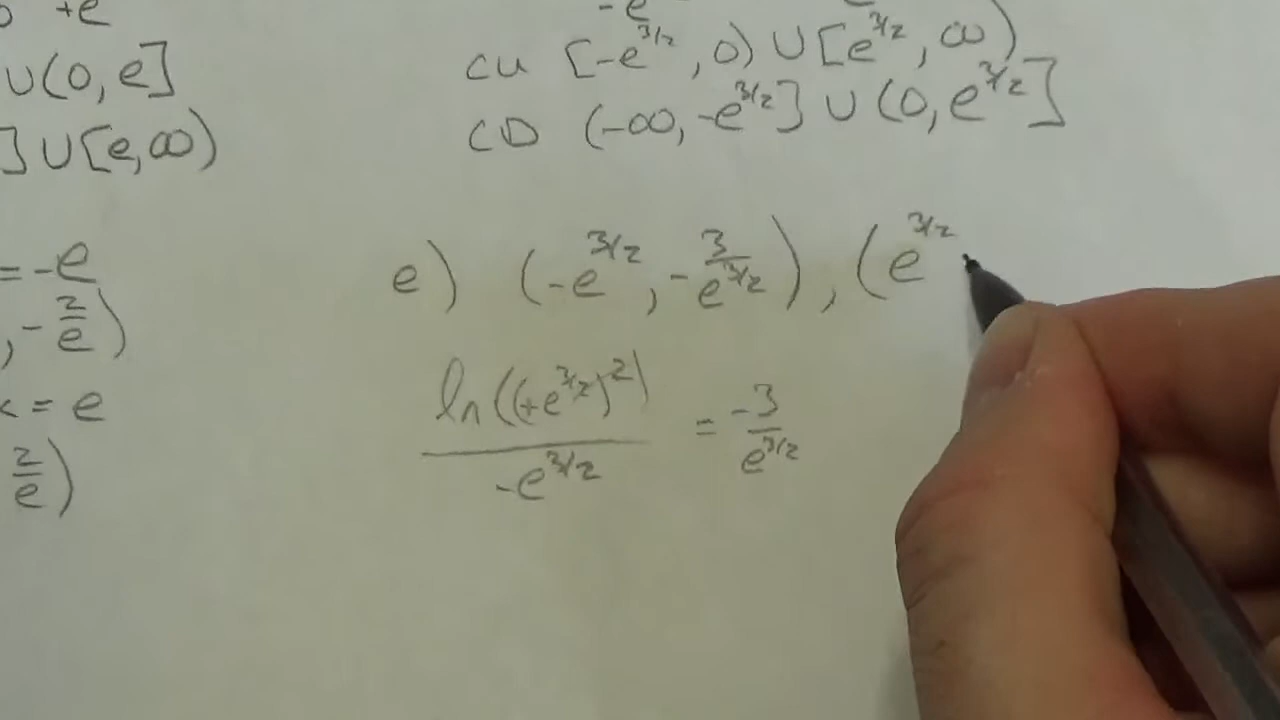 +e
∪(0, e]
]∪[e, ∞)
= -e
, -2/e)
x = e
2/e)
-e
CU [-e^3/2, 0) ∪ [e^3/2, ∞)
CD (-∞, -e^3/2] ∪ (0, e^3/2]
e) (-e^3/2, -3/e^3/2), (e^3/2
ln((+e^3/2)^2)/-e^3/2 = -3/e^3/2